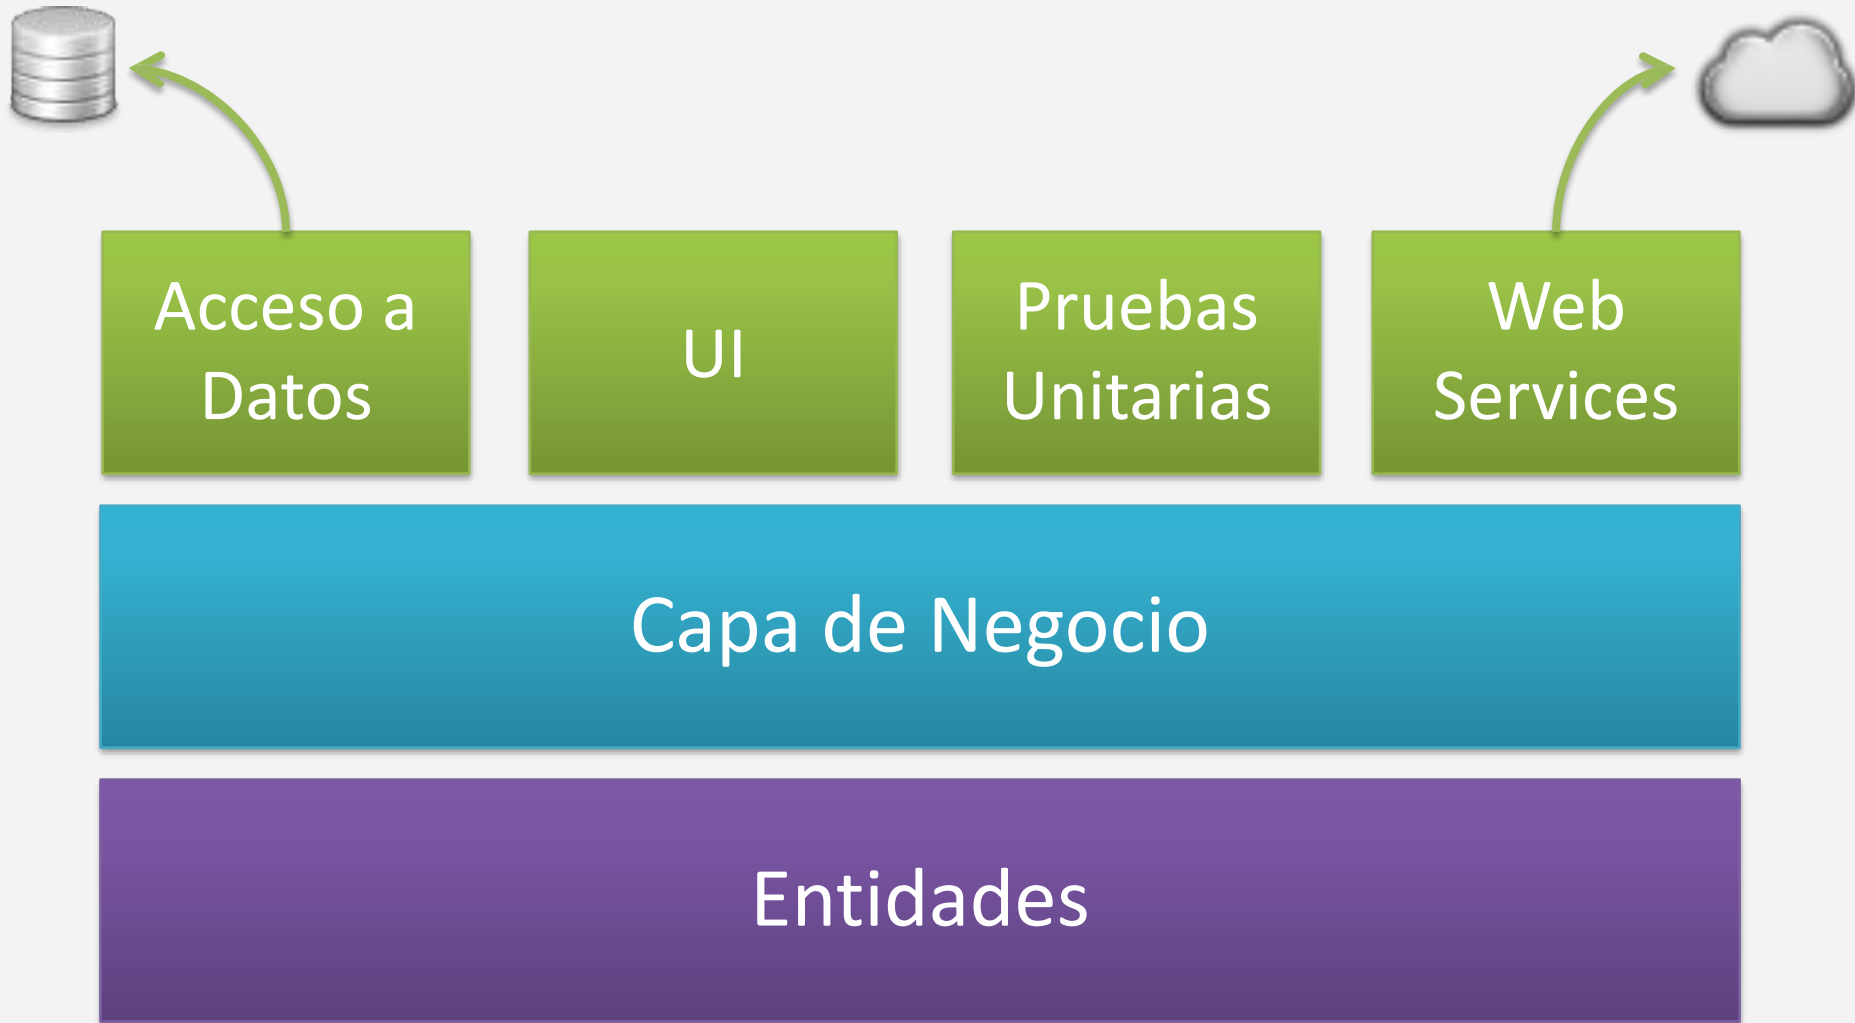 Acceso a
Datos
UI
Pruebas
Unitarias
Web
Services
Capa de Negocio
Entidades